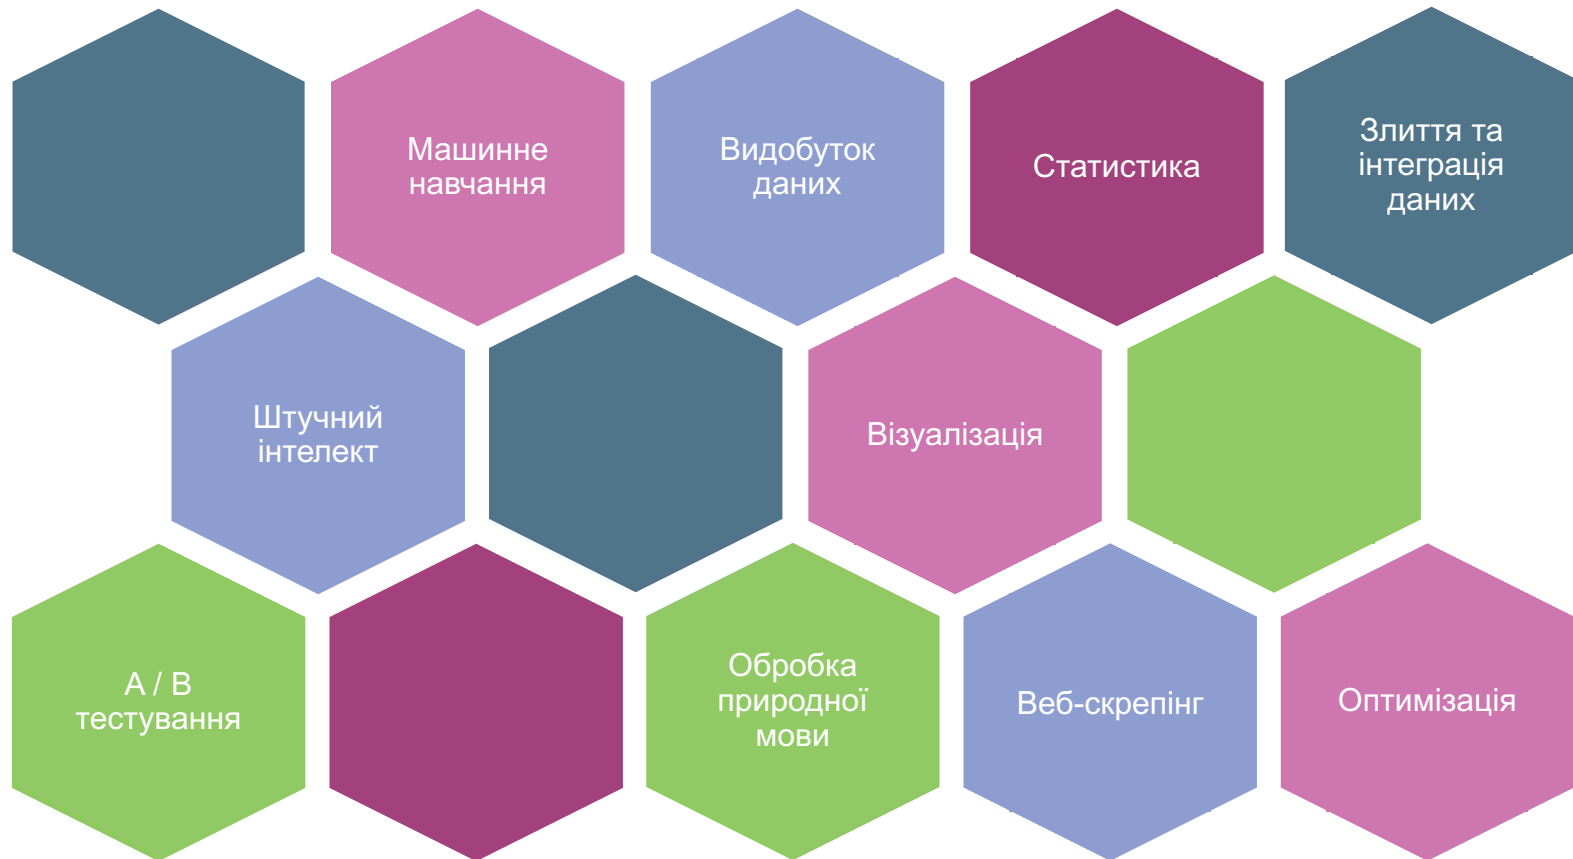 Машинне
навчання
Видобуток
даних
Статистика
Злиття та
інтеграція
даних
Штучний
інтелект
Візуалізація
А / В
тестування
Обробка
природної
мови
Веб-скрепінг
Оптимізація